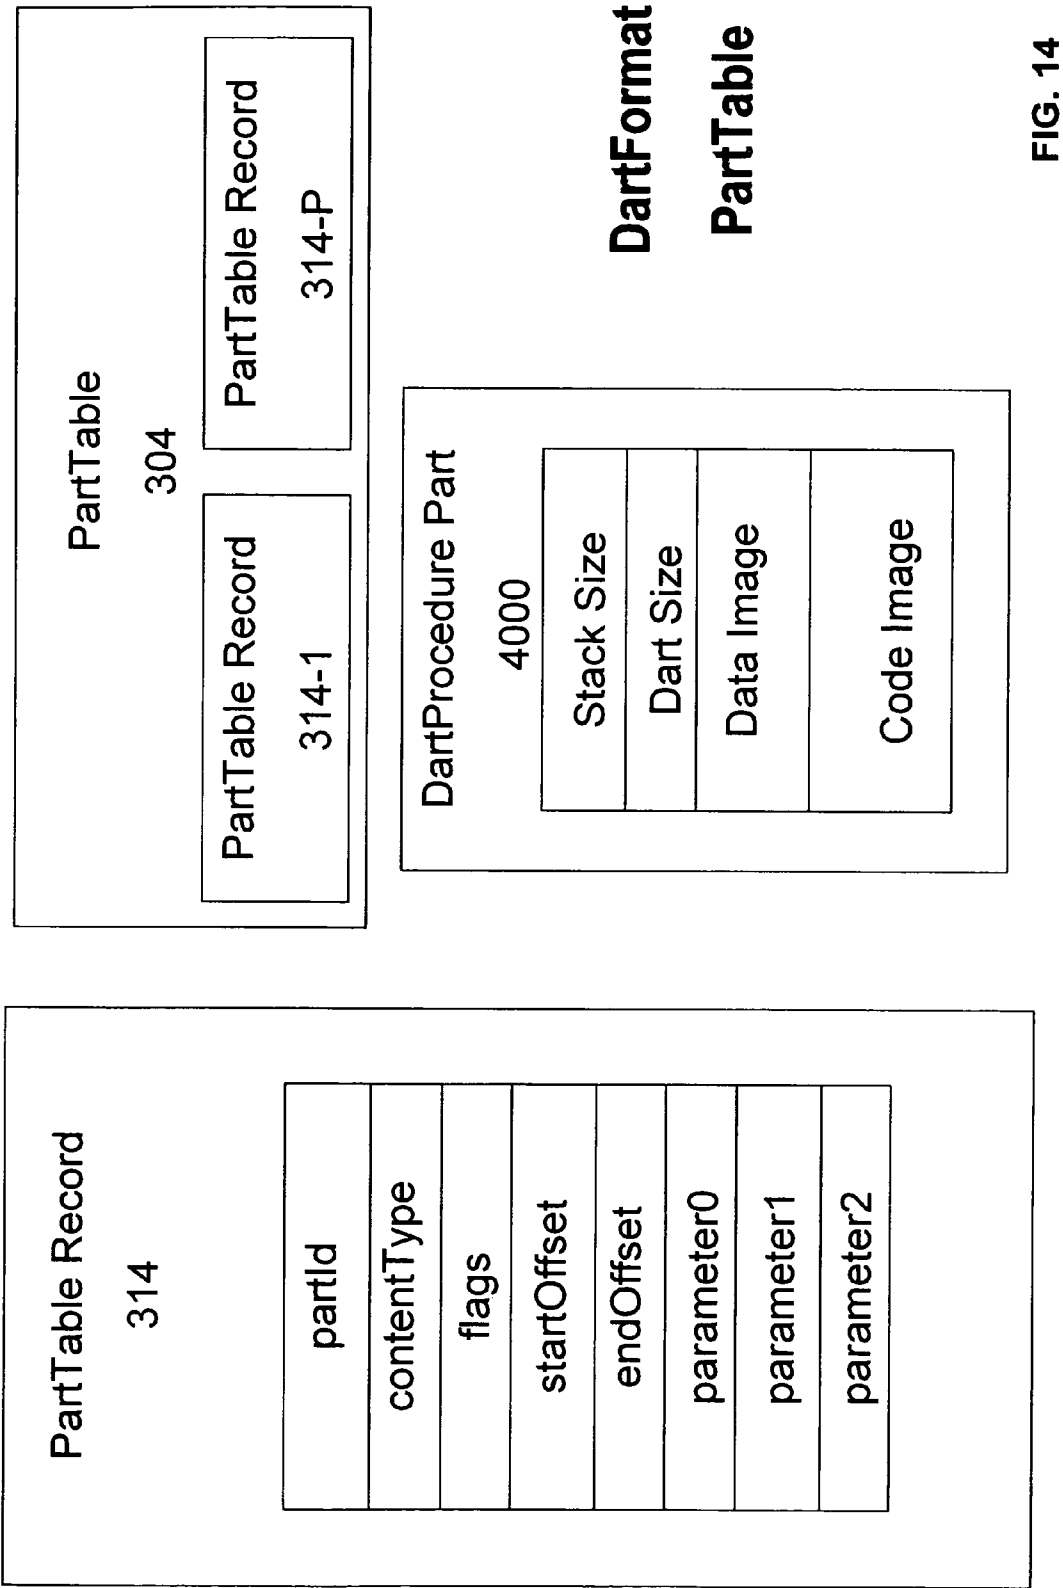 PartTable Record
314
partId
contentType
flags
startOffset
endOffset
parameter0
parameter1
parameter2
PartTable
304
PartTable Record
314-1
PartTable Record
314-P
DartProcedure Part
4000
Stack Size
Dart Size
Data Image
Code Image
DartFormat
PartTable
FIG. 14